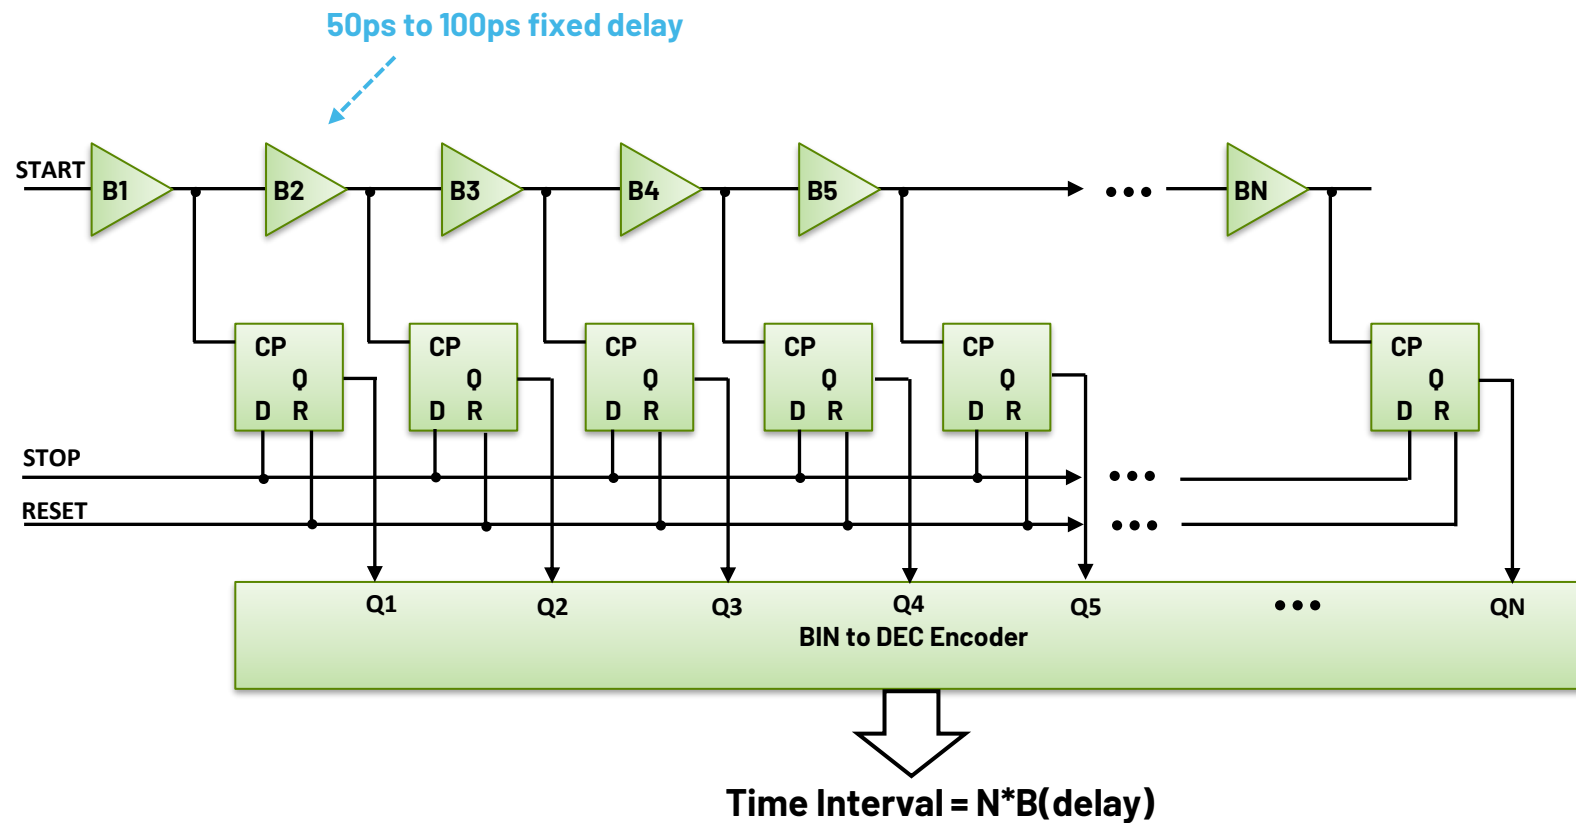 50ps to 100ps fixed delay
START
B1
B2
B3
B4
B5
BN
CP
Q
D R
CP
Q
D R
CP
Q
D R
CP
Q
D R
CP
Q
D R
CP
Q
D R
STOP
RESET
Q1
Q2
Q3
Q4
Q5
QN
BIN to DEC Encoder
Time Interval = N*B(delay)